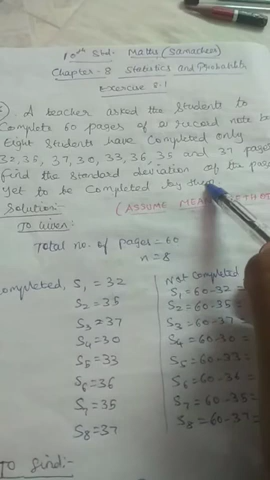 10th Std- Maths (Samacheer
Chapter-8 Statistics and Probability
Exercise 8.1
A teacher asked the students to
Complete 60 pages of a record note
Eight Students have Completed only
32, 35, 37, 30, 33, 36, 35 and 37 pages
find the standard deviation of the pages
yet to be Completed by them
Solution:- (ASSUME MEAN
To Given:
Total no. of pages = 60
n = 8
Completed, S1 = 32
S2 = 35
S3 = 37
S4 = 30
S5 = 33
S6 = 36
S7 = 35
S8 = 37
Not Completed
S1 = 60-32 =
S2 = 60-35 =
S3 = 60-37 =
S4 = 60-30 =
S5 = 60-33 =
S6 = 60-36 =
S7 = 60-35 =
S8 = 60-37 =
To find:-